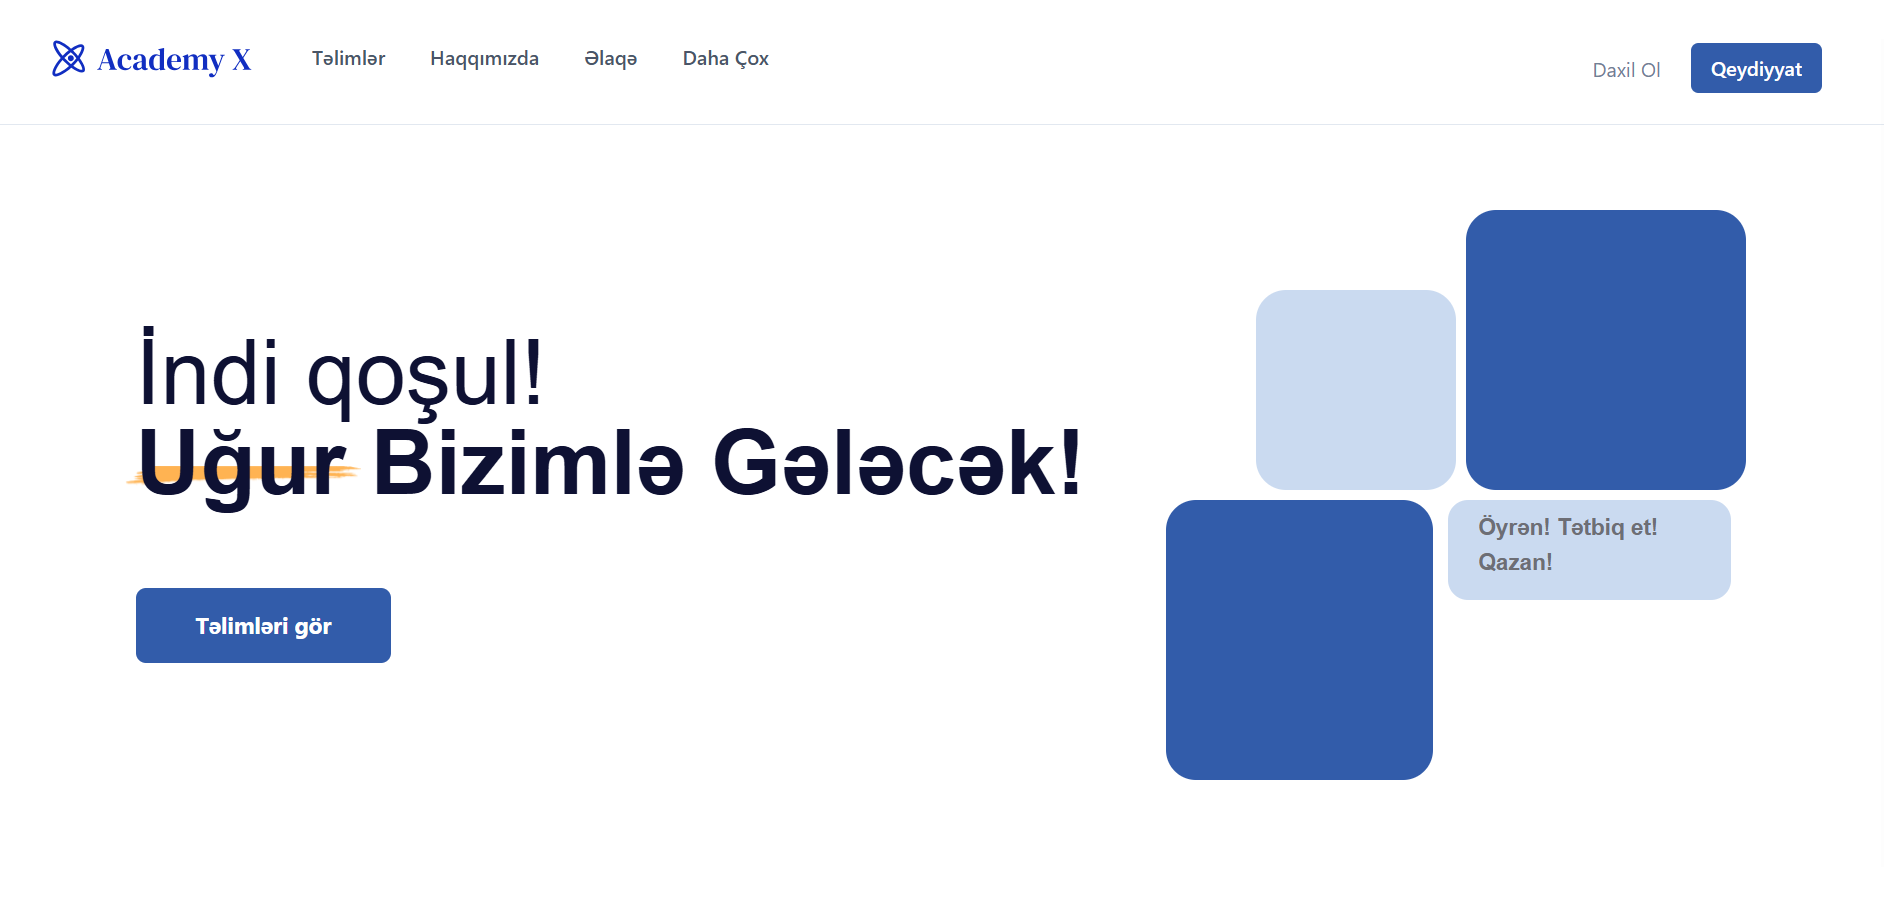 Academy X
Təlimlər
Haqqımızda
Əlaqə
Daha Çox
Daxil Ol
Qeydiyyat
İndi qoşul!
Uğur Bizimlə Gələcək!
Təlimləri gör
Öyrən! Tətbiq et!
Qazan!